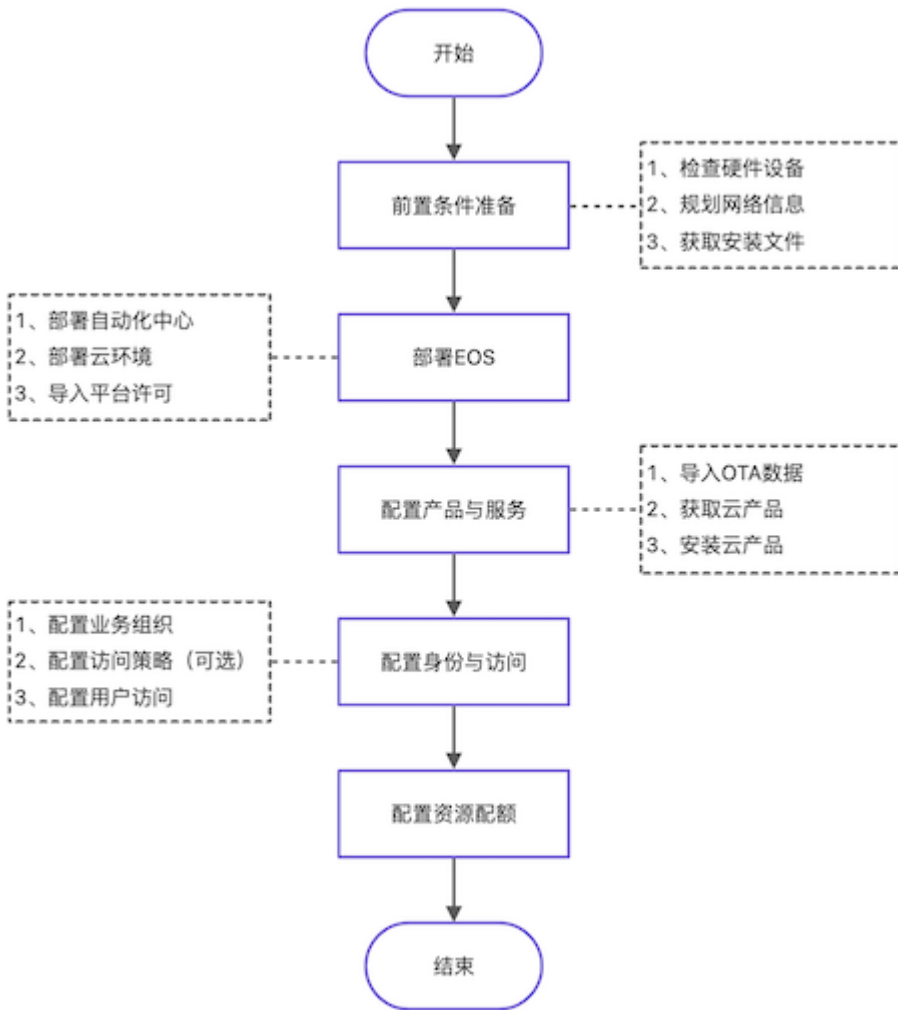 开始
前置条件准备
1、检查硬件设备
2、规划网络信息
3、获取安装文件
部署EOS
1、部署自动化中心
2、部署云环境
3、导入平台许可
配置产品与服务
1、导入OTA数据
2、获取云产品
3、安装云产品
配置身份与访问
1、配置业务组织
2、配置访问策略（可选）
3、配置用户访问
配置资源配额
结束